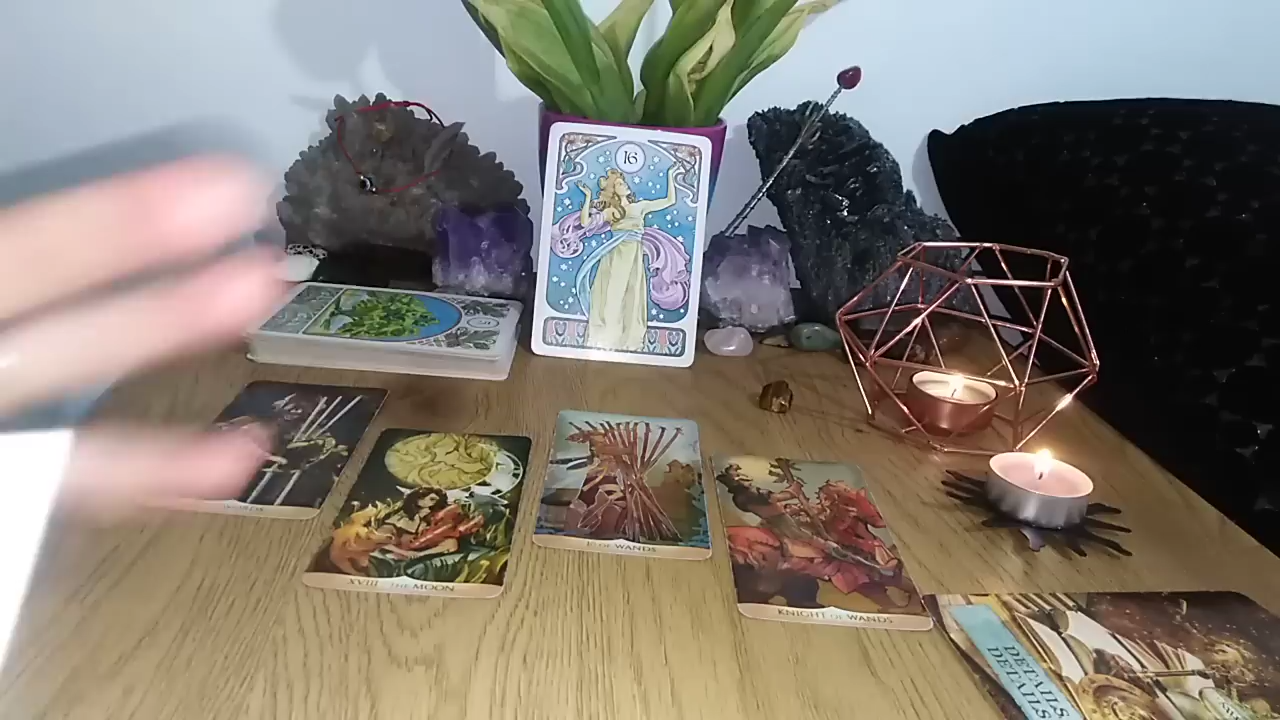 16
XVIII THE MOON
10 OF WANDS
KNIGHT OF WANDS
DETAILS
DETAILS